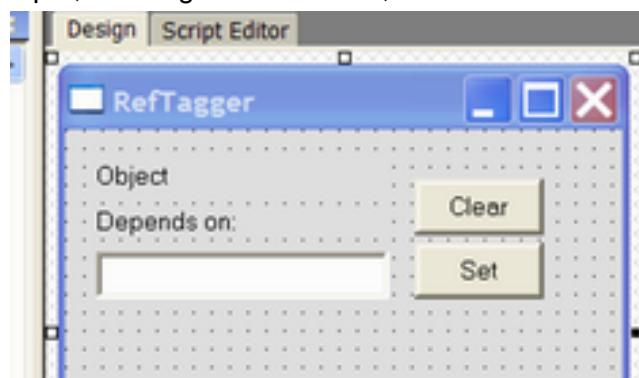 Design Script Editor
RefTagger
Object
Clear
Depends on:
Set